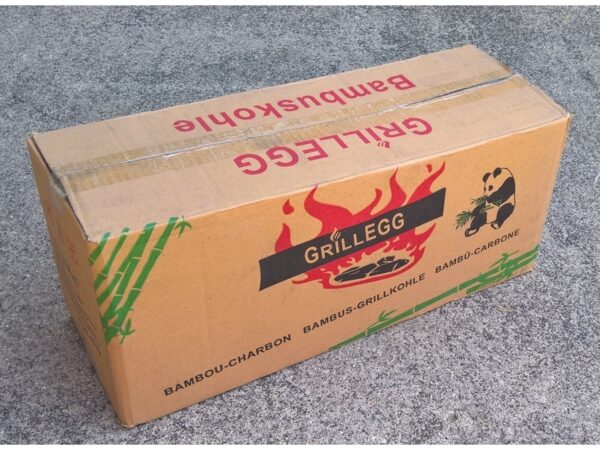 Bambuskohle
GRILLEGG
GRILLEGG
BAMBOU-CHARBON BAMBUS-GRILLKOHLE BAMBÙ-CARBONE